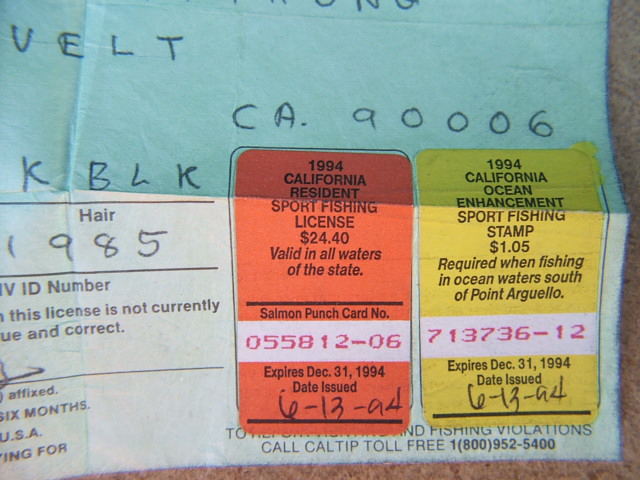 VELT
CA. 90006
K BLK
Hair
1985
IV ID Number
this license is not currently
ue and correct.
affixed.
SIX MONTHS.
U.S.A.
FOR
1994
CALIFORNIA
RESIDENT
SPORT FISHING
LICENSE
$24.40
Valid in all waters
of the state.
Salmon Punch Card No.
055812-06
Expires Dec. 31, 1994
Date Issued
6-13-94
1994
CALIFORNIA
OCEAN
ENHANCEMENT
SPORT FISHING
STAMP
$1.05
Required when fishing
in ocean waters south
of Point Arguello.
713736-12
Expires Dec. 31, 1994
Date Issued
6-13-94
TO AND FISHING VIOLATIONS
CALL CALTIP TOLL FREE 1(800)952-5400